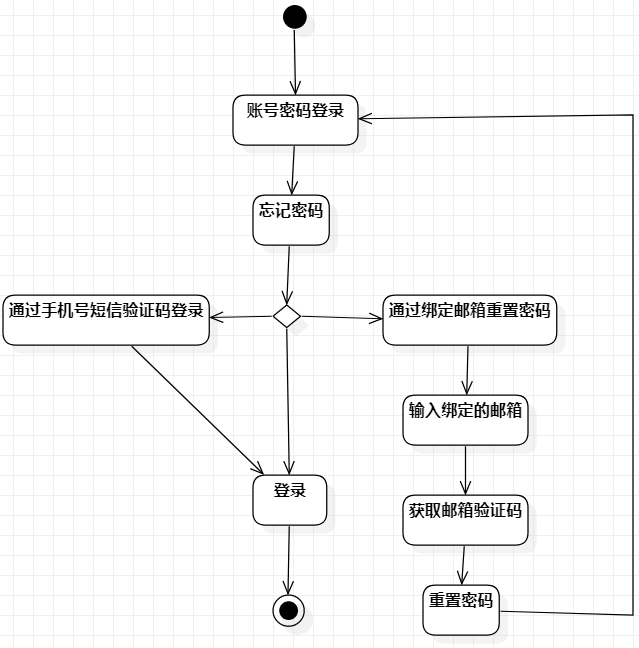 账号密码登录
忘记密码
通过手机号短信验证码登录
通过绑定邮箱重置密码
输入绑定的邮箱
登录
获取邮箱验证码
重置密码